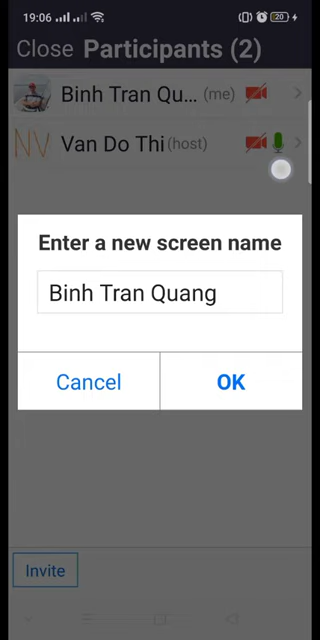 19:06
20
Close Participants (2)
Binh Tran Qu... (me)
NV Van Do Thi (host)
Enter a new screen name
Binh Tran Quang
Cancel OK
Invite